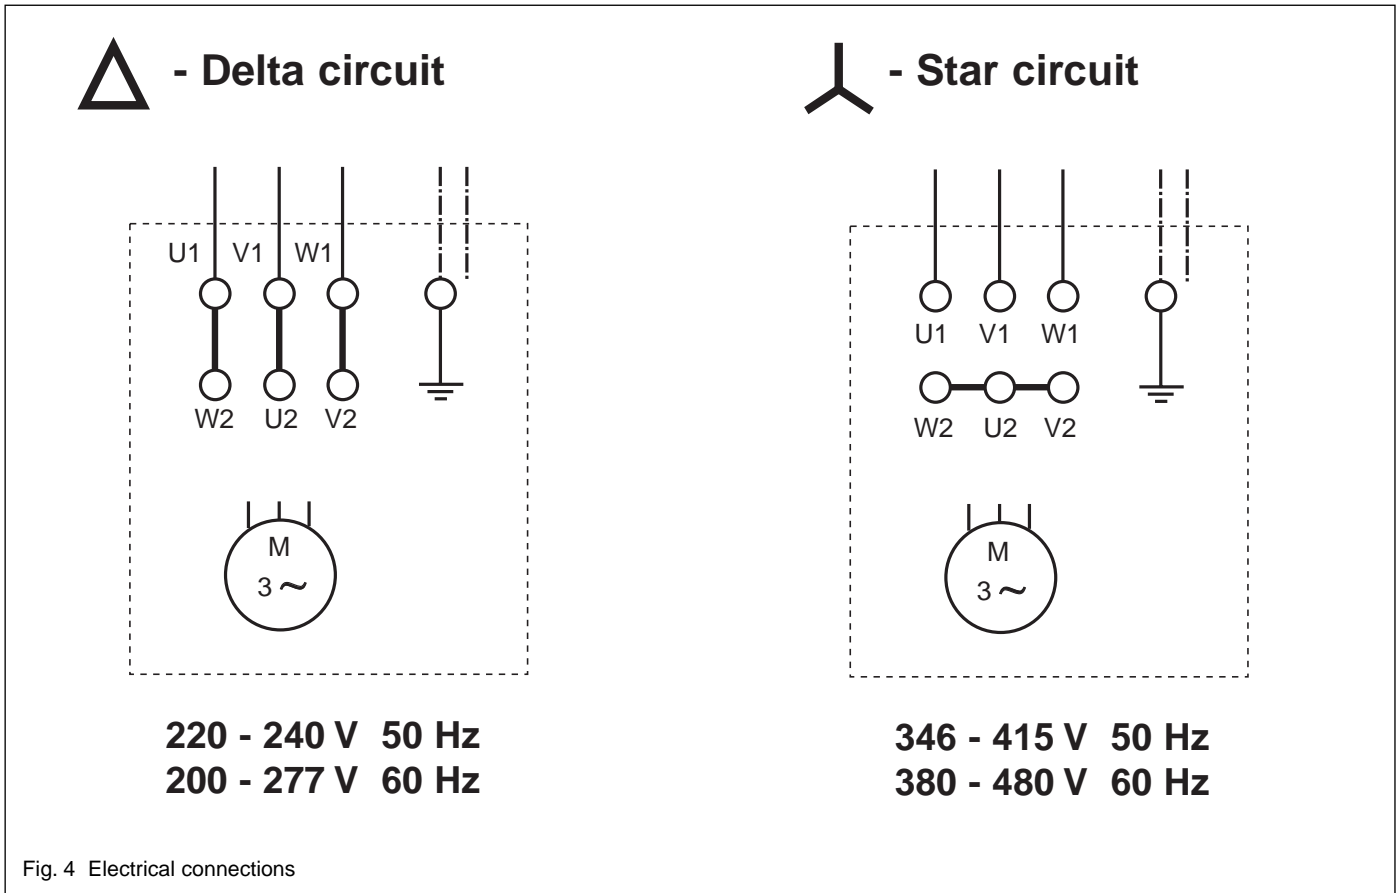 - Delta circuit
U1 V1 W1
W2 U2 V2
M
3 ~
220 - 240 V 50 Hz
200 - 277 V 60 Hz
- Star circuit
U1 V1 W1
W2 U2 V2
M
3 ~
346 - 415 V 50 Hz
380 - 480 V 60 Hz
Fig. 4 Electrical connections